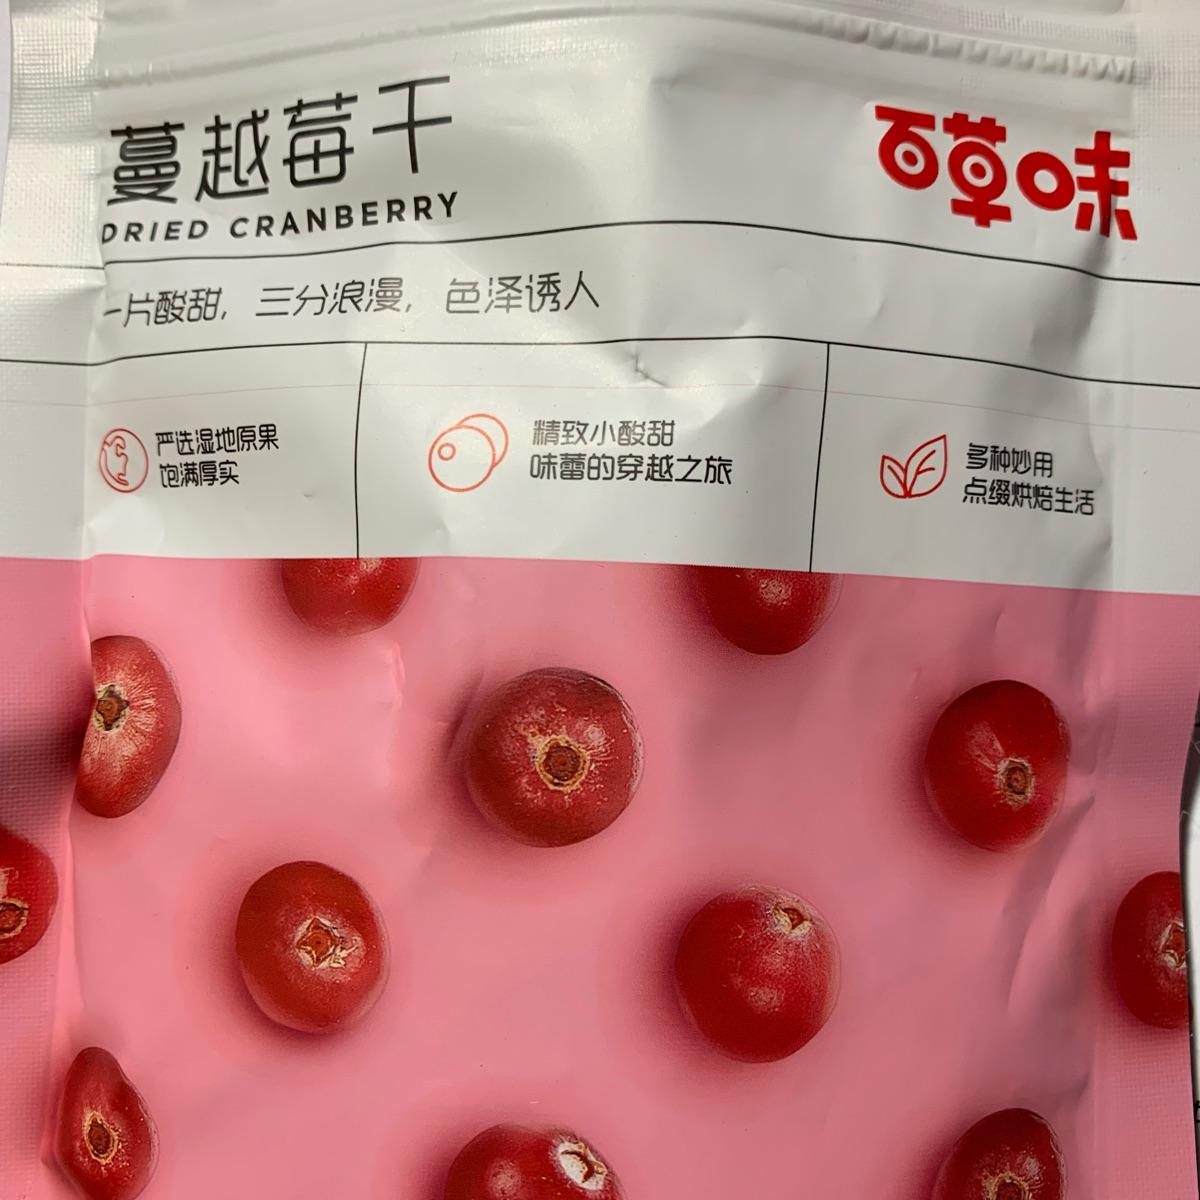 蔓越莓干
DRIED CRANBERRY
百草味
一片酸甜, 三分浪漫, 色泽诱人
严选湿地原果
饱满厚实
精致小酸甜
味蕾的穿越之旅
多种妙用
点缀烘焙生活